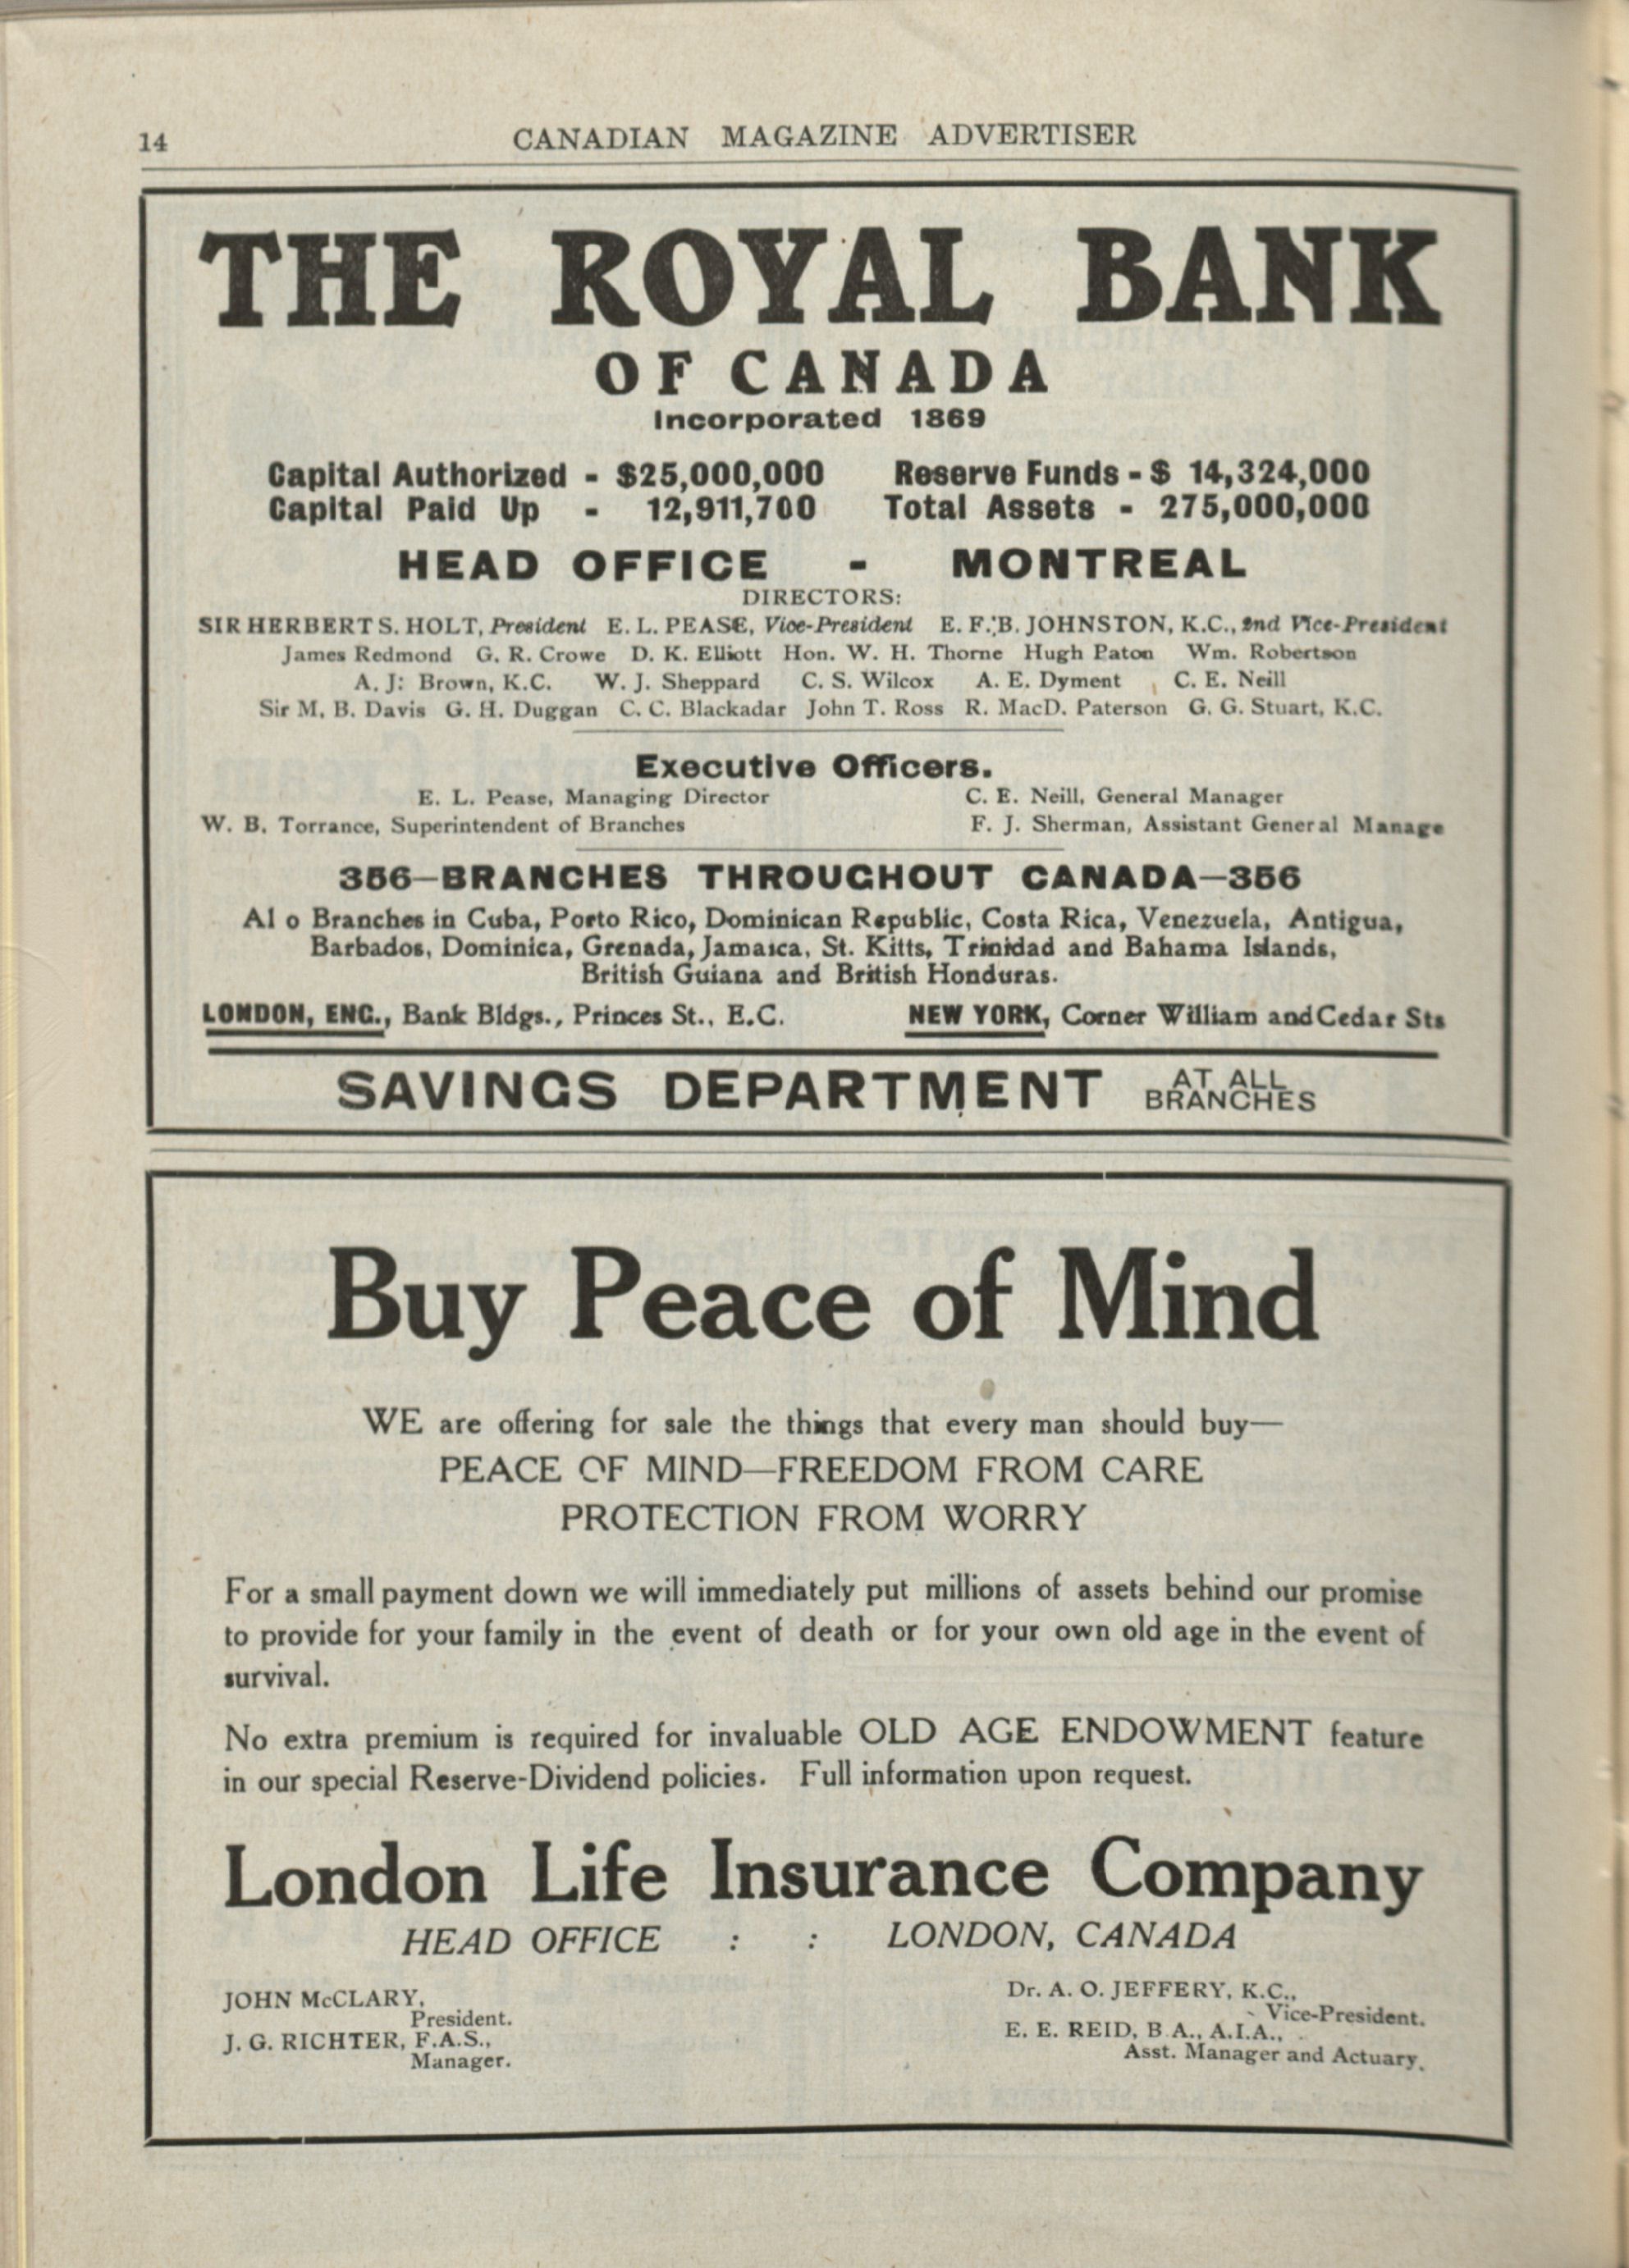 14
CANADIAN MAGAZINE ADVERTISER
THE ROYAL BANK
OF CANADA
Incorporated 1869
Capital Authorized - $25,000,000 Reserve Funds - $ 14,324,000
Capital Paid Up - 12,911,700 Total Assets - 275,000,000
HEAD OFFICE - MONTREAL
DIRECTORS:
SIR HERBERT S. HOLT, President E. L. PEASE, Vice-President E. F. B. JOHNSTON, K.C., 2nd Vice-President
James Redmond G. R. Crowe D. K. Elliott Hon. W. H. Thorne Hugh Paton Wm. Robertson
A. J: Brown, K.C. W. J. Sheppard C. S. Wilcox A. E. Dyment C. E. Neill
Sir M. B. Davis G. H. Duggan C. C. Blackadar John T. Ross R. MacD. Paterson G. G. Stuart, K.C.
Executive Officers.
E. L. Pease, Managing Director C. E. Neill, General Manager
W. B. Torrance, Superintendent of Branches F. J. Sherman, Assistant General Manage
356—BRANCHES THROUGHOUT CANADA—356
Al o Branches in Cuba, Porto Rico, Dominican Republic, Costa Rica, Venezuela, Antigua,
Barbados, Dominica, Grenada, Jamaica, St. Kitts, Trinidad and Bahama Islands,
British Guiana and British Honduras.
LONDON, ENG., Bank Bldgs., Princes St., E.C. NEW YORK, Corner William and Cedar Sts
SAVINGS DEPARTMENT AT ALL BRANCHES
Buy Peace of Mind
WE are offering for sale the things that every man should buy—
PEACE OF MIND—FREEDOM FROM CARE
PROTECTION FROM WORRY
For a small payment down we will immediately put millions of assets behind our promise
to provide for your family in the event of death or for your own old age in the event of
survival.
No extra premium is required for invaluable OLD AGE ENDOWMENT feature
in our special Reserve-Dividend policies. Full information upon request.
London Life Insurance Company
HEAD OFFICE : : LONDON, CANADA
JOHN McCLARY,
President.
J. G. RICHTER, F.A.S.,
Manager.
Dr. A. O. JEFFERY, K.C.,
Vice-President.
E. E. REID, B.A., A.I.A.,
Asst. Manager and Actuary.